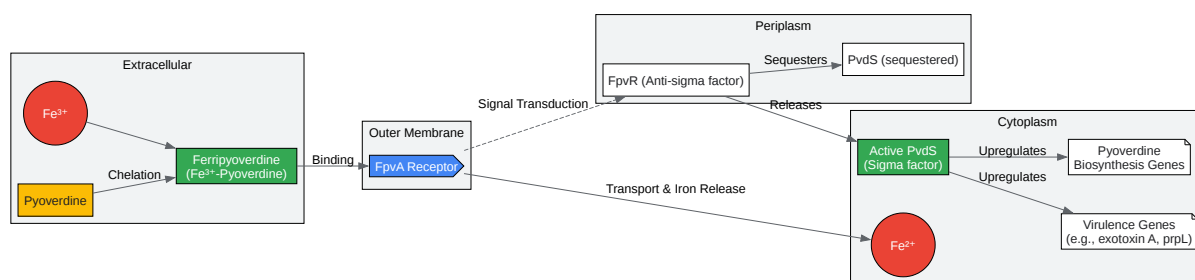 Extracellular
Fe³⁺
Pyoverdine
Chelation
Ferripyoverdine
(Fe³⁺-Pyoverdine)
Binding
Outer Membrane
FpvA Receptor
Signal Transduction
Transport & Iron Release
Periplasm
FpvR (Anti-sigma factor)
Sequesters
PvdS (sequestered)
Releases
Cytoplasm
Active PvdS
(Sigma factor)
Upregulates
Pyoverdine
Biosynthesis Genes
Upregulates
Virulence Genes
(e.g., exotoxin A, prpL)
Fe²⁺